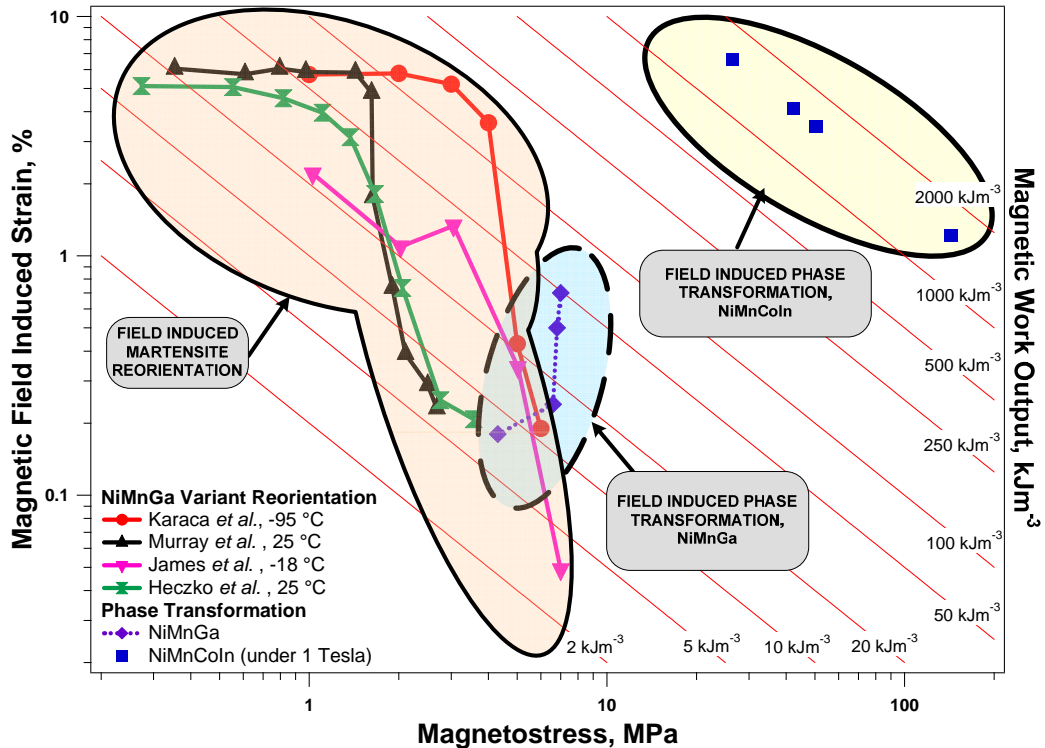 Magnetic Field Induced Strain, %
10
1
0.1
FIELD INDUCED
MARTENSITE
REORIENTATION
FIELD INDUCED PHASE
TRANSFORMATION,
NiMnCoIn
FIELD INDUCED PHASE
TRANSFORMATION,
NiMnGa
NiMnGa Variant Reorientation
Karaca et al., -95 °C
Murray et al. , 25 °C
James et al., -18 °C
Heczko et al. , 25 °C
Phase Transformation
NiMnGa
NiMnCoIn (under 1 Tesla)
2000 kJm-3
1000 kJm-3
500 kJm-3
250 kJm-3
100 kJm-3
50 kJm-3
2 kJm-3
5 kJm-3
10 kJm-3
20 kJm-3
Magnetic Work Output, kJm-3
1
10
100
Magnetostress, MPa